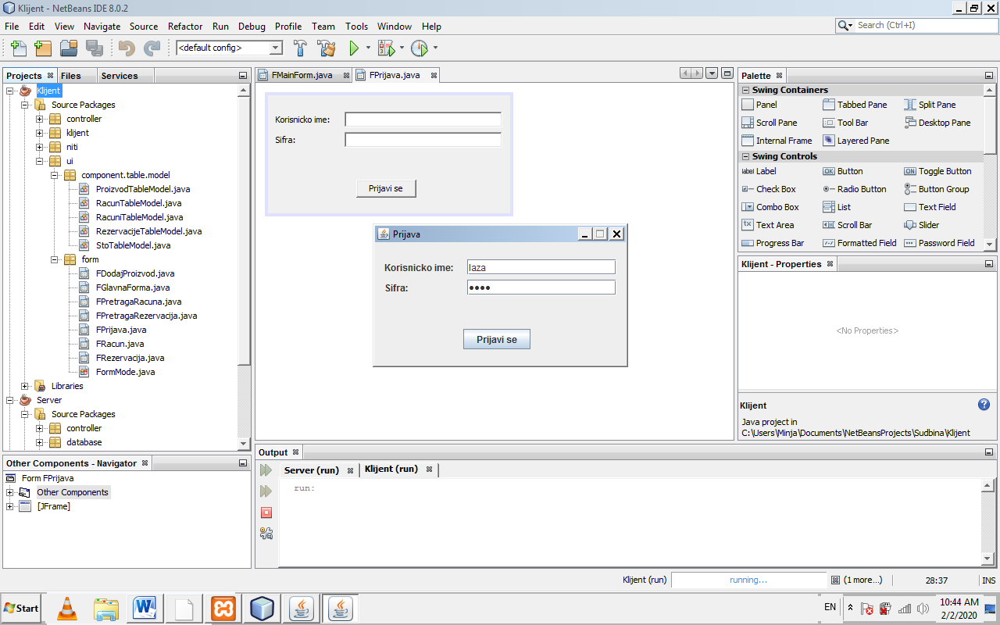 Klijent - NetBeans IDE 8.0.2
File Edit View Navigate Source Refactor Run Debug Profile Team Tools Window Help
Search (Ctrl+I)
<default config>
Projects Files Services
Klijent
Source Packages
controller
klijent
niti
ui
component.table.model
ProizvodTableModel.java
RacunTableModel.java
RacuniTableModel.java
RezervacijeTableModel.java
StoTableModel.java
form
FDodajProizvod.java
FGlavnaForma.java
FPretragaRacuna.java
FPretragaRezervacija.java
FPrijava.java
FRacun.java
FRezervacija.java
FormMode.java
Libraries
Server
Source Packages
controller
database
Other Components - Navigator
Form FPrijava
Other Components
[JFrame]
FMainForm.java FPrijava.java
Korisnicko ime:
Sifra:
Prijavi se
Prijava
Korisnicko ime: laza
Sifra: ●●●●
Prijavi se
Palette
Swing Containers
Panel Tabbed Pane Split Pane
Scroll Pane Tool Bar Desktop Pane
Internal Frame Layered Pane
Swing Controls
label Label OK Button ON Toggle Button
Check Box Radio Button Button Group
Combo Box List Text Field
Text Area Scroll Bar Slider
Progress Bar Formatted Field Password Field
Klijent - Properties
<No Properties>
Klijent
Java project in
C:\Users\Minja\Documents\NetBeansProjects\Sudbina\Klijent
Output
Server (run) Klijent (run)
run:
Klijent (run) running... (1 more...) 28:37 INS
Start EN 10:44 AM
2/2/2020